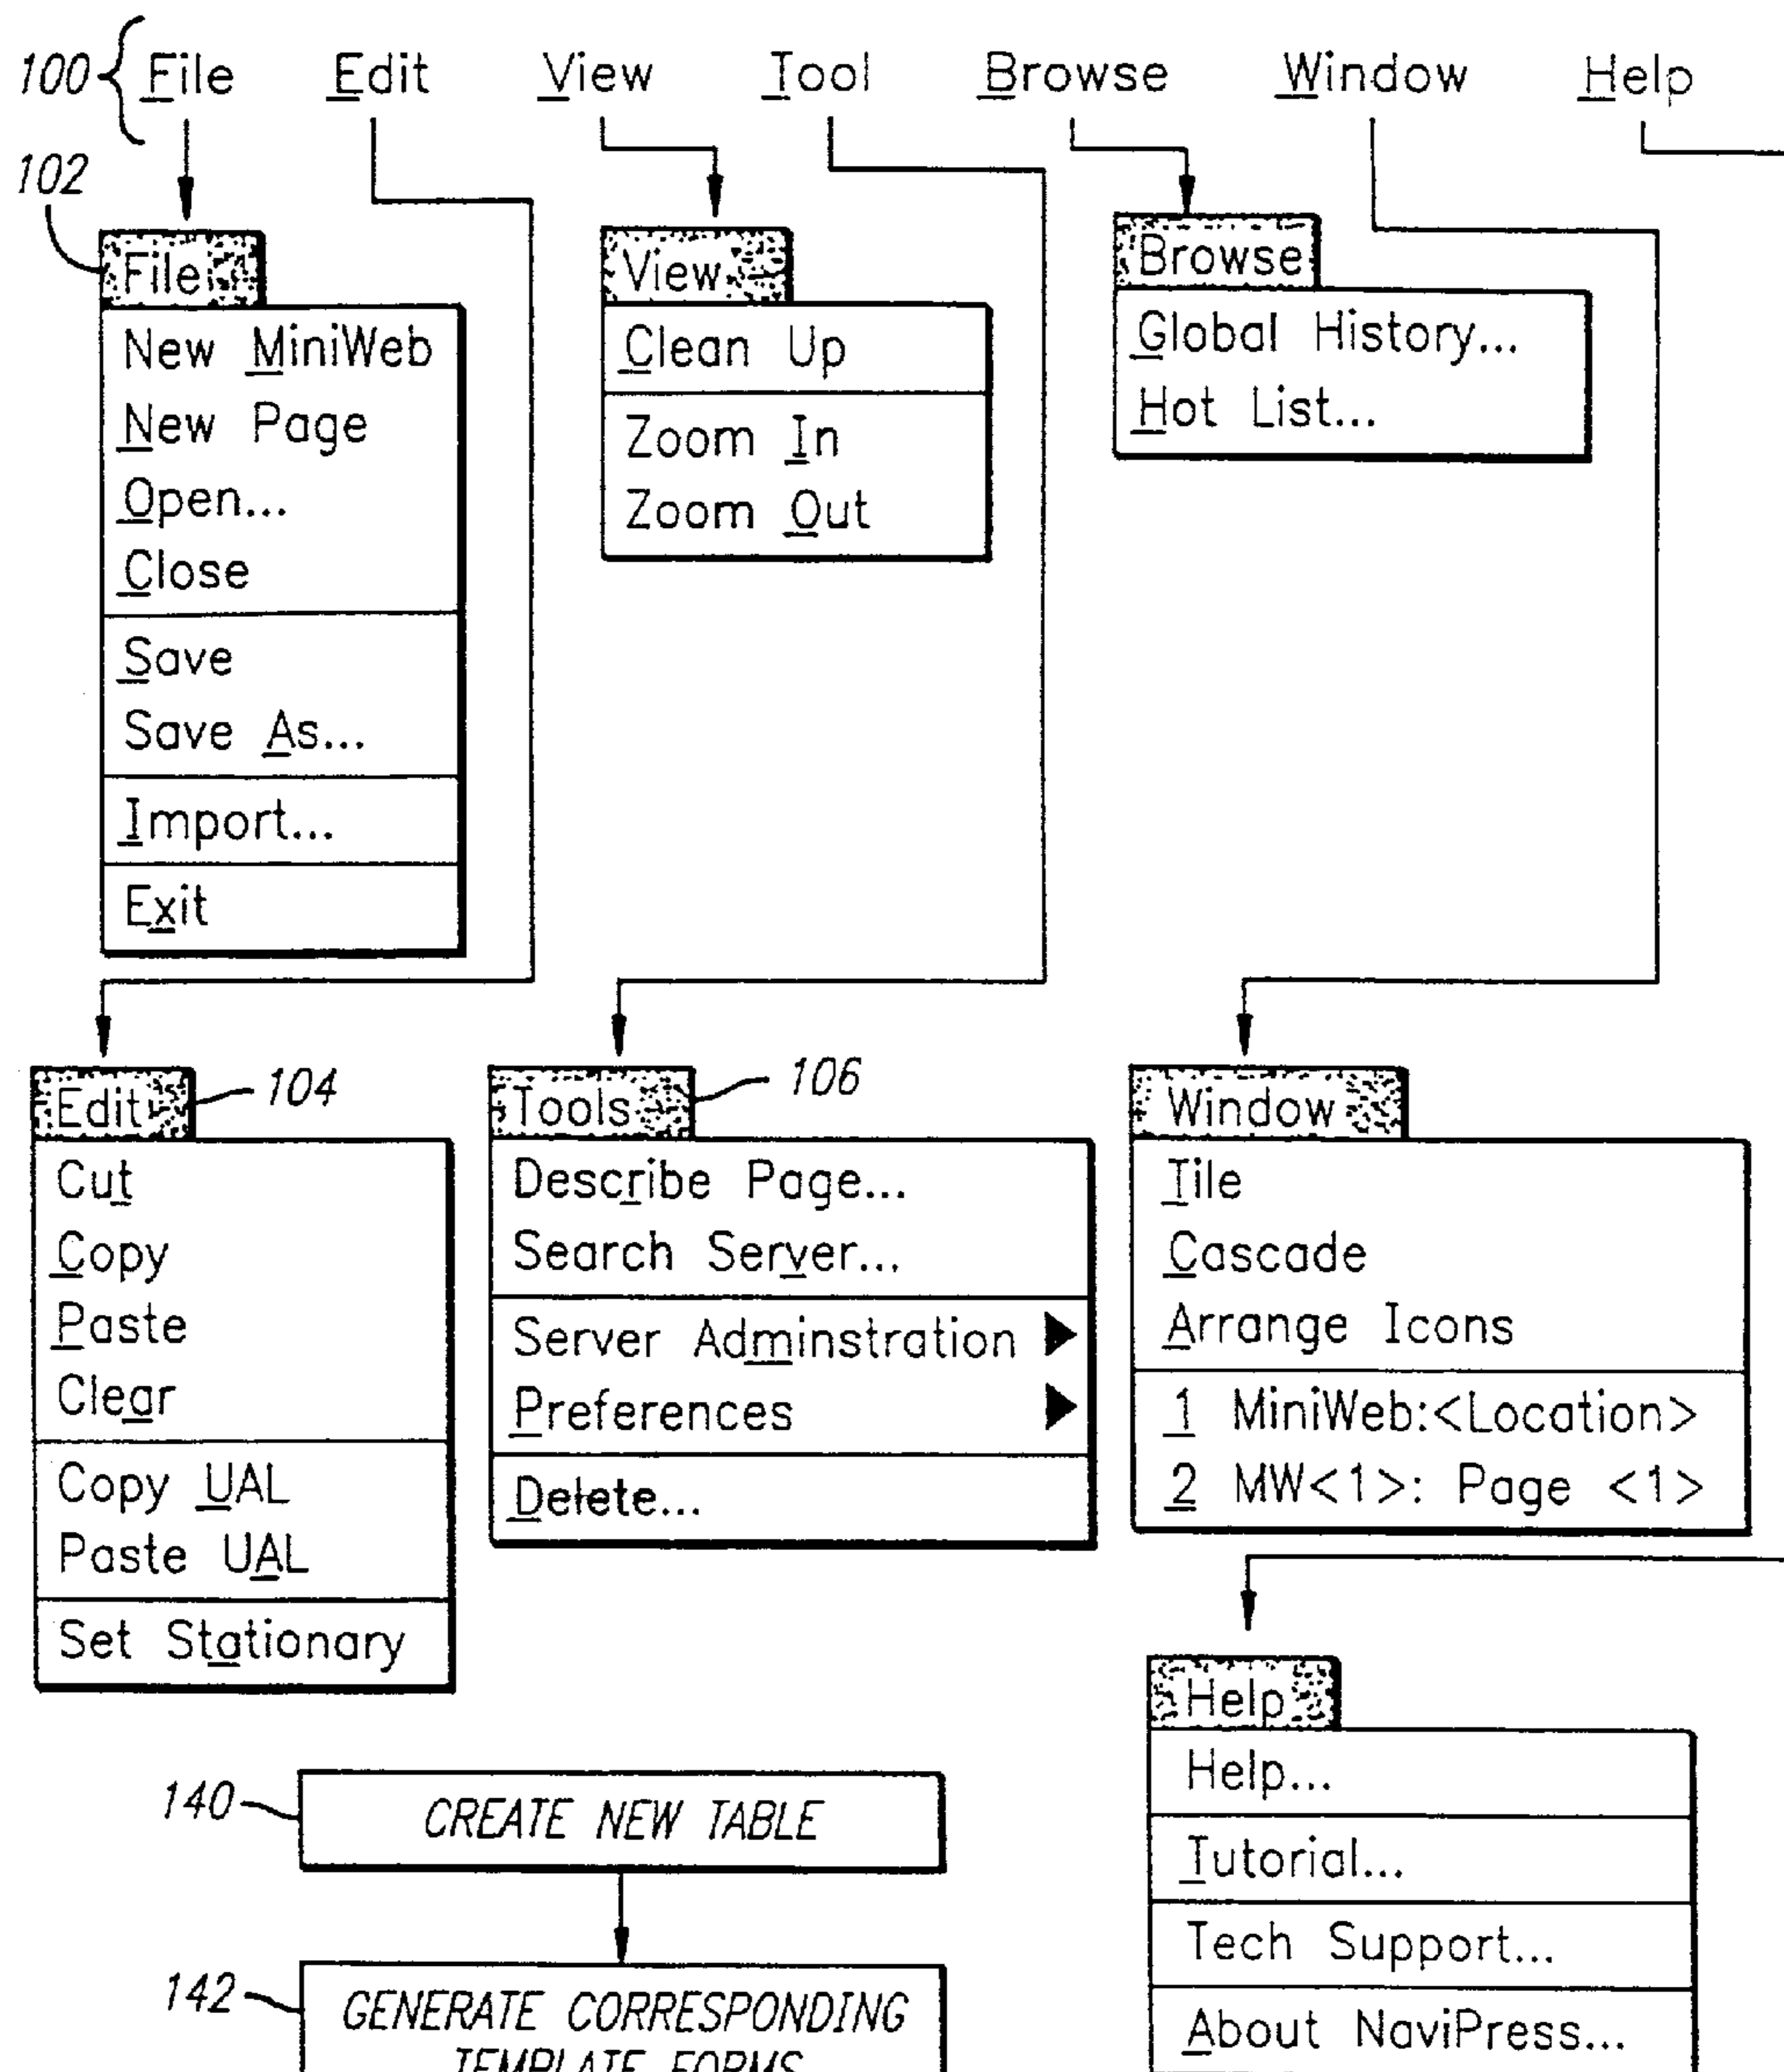 100 File Edit View Tool Browse Window Help
102
File
New MiniWeb
New Page
Open...
Close
Save
Save As...
Import...
Exit
View
Clean Up
Zoom In
Zoom Out
Browse
Global History...
Hot List...
Edit 104
Cut
Copy
Paste
Clear
Copy UAL
Paste UAL
Set Stationary
Tools 106
Describe Page...
Search Server...
Server Adminstration
Preferences
Delete...
Window
Tile
Cascade
Arrange Icons
1 MiniWeb:<Location>
2 MW<1>: Page <1>
Help
Help...
Tutorial...
Tech Support...
About NaviPress...
140 CREATE NEW TABLE
142 GENERATE CORRESPONDING
TEMPLATE FORMS